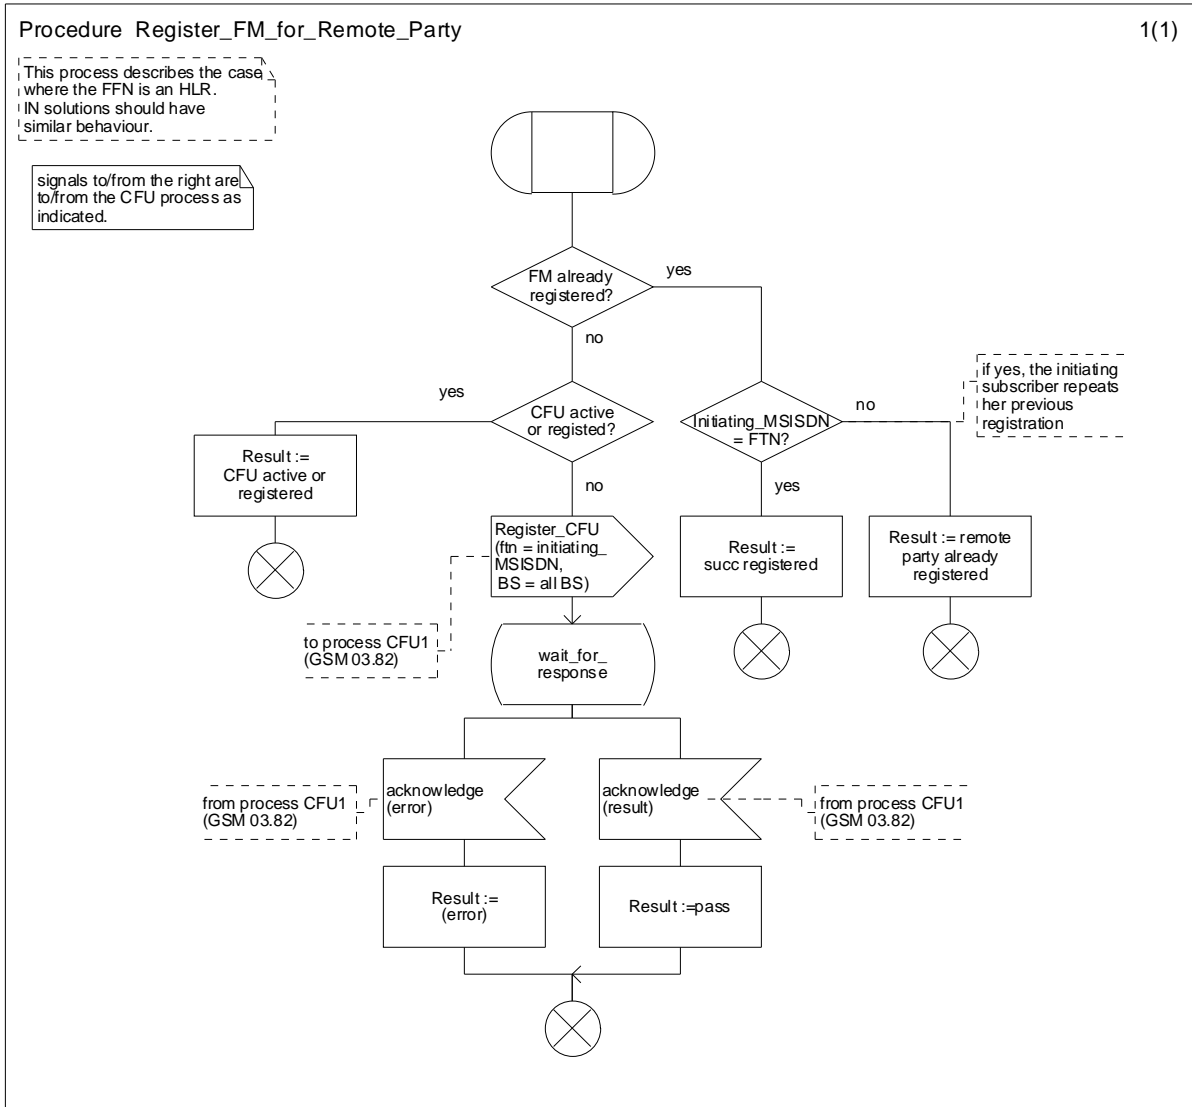 Procedure Register_FM_for_Remote_Party
1(1)
This process describes the case
where the FFN is an HLR.
IN solutions should have
similar behaviour.
signals to/from the right are
to/from the CFU process as
indicated.
FM already
registered?
yes
no
yes
CFU active
or registed?
no
Initiating_MSISDN
= FTN?
no
yes
if yes, the initiating
subscriber repeats
her previous
registration
Result :=
CFU active or
registered
Register_CFU
(ftn = initiating_
MSISDN,
BS = all BS)
Result :=
succ registered
Result := remote
party already
registered
to process CFU1
(GSM 03.82)
wait_for_
response
from process CFU1
(GSM 03.82)
acknowledge
(error)
acknowledge
(result)
from process CFU1
(GSM 03.82)
Result :=
(error)
Result :=pass